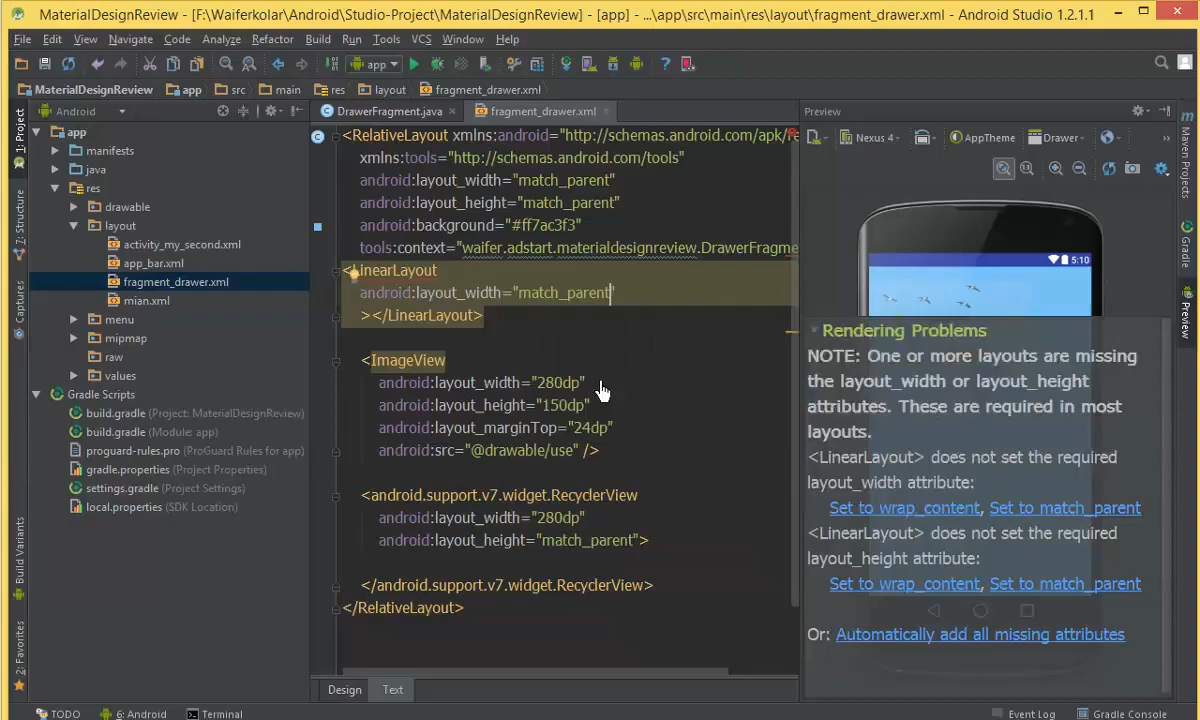 MaterialDesignReview - [F:\Waiferkolar\Android\Studio-Project\MaterialDesignReview] - [app] - ...\app\src\main\res\layout\fragment_drawer.xml - Android Studio 1.2.1.1
File Edit View Navigate Code Analyze Refactor Build Run Tools VCS Window Help
app
MaterialDesignReview app src main res layout fragment_drawer.xml
Android
DrawerFragment.java
fragment_drawer.xml
Preview
1: Project
Structure
Captures
Build Variants
Favorites
app
manifests
java
res
drawable
layout
activity_my_second.xml
app_bar.xml
fragment_drawer.xml
mian.xml
menu
mipmap
raw
values
Gradle Scripts
build.gradle (Project: MaterialDesignReview)
build.gradle (Module: app)
proguard-rules.pro (ProGuard Rules for app)
gradle.properties (Project Properties)
settings.gradle (Project Settings)
local.properties (SDK Location)
<RelativeLayout xmlns:android="http://schemas.android.com/apk/re
xmlns:tools="http://schemas.android.com/tools"
android:layout_width="match_parent"
android:layout_height="match_parent"
android:background="#ff7ac3f3"
tools:context="waifer.adstart.materialdesignreview.DrawerFragme
<LinearLayout
android:layout_width="match_parent"
></LinearLayout>
<ImageView
android:layout_width="280dp"
android:layout_height="150dp"
android:layout_marginTop="24dp"
android:src="@drawable/use" />
<android.support.v7.widget.RecyclerView
android:layout_width="280dp"
android:layout_height="match_parent">
</android.support.v7.widget.RecyclerView>
</RelativeLayout>
Design Text
Nexus 4 AppTheme Drawer
5:10
Rendering Problems
NOTE: One or more layouts are missing
the layout_width or layout_height
attributes. These are required in most
layouts.
<LinearLayout> does not set the required
layout_width attribute:
Set to wrap_content, Set to match_parent
<LinearLayout> does not set the required
layout_height attribute:
Set to wrap_content, Set to match_parent
Or: Automatically add all missing attributes
Maven Projects
Gradle
Preview
TODO 6: Android Terminal Event Log Gradle Console